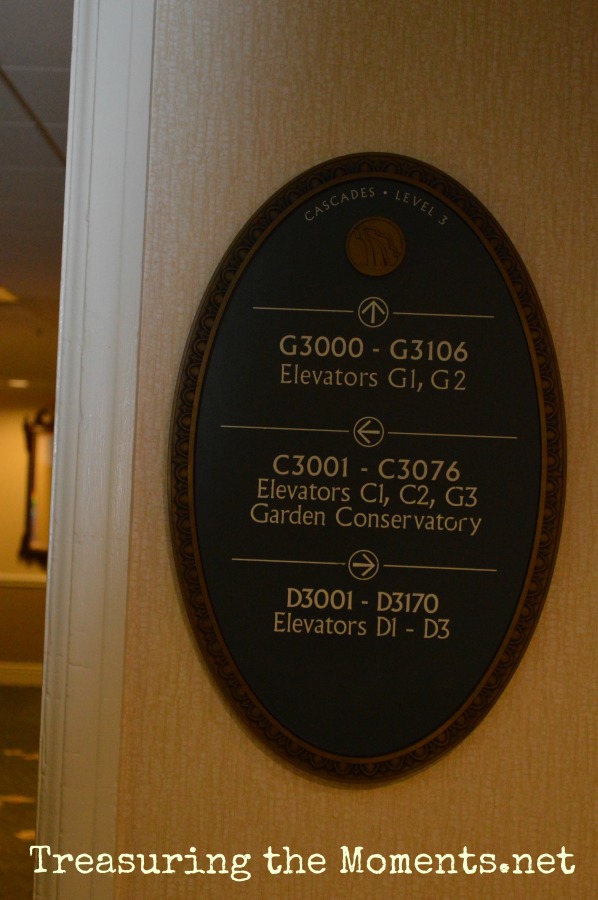 CASCADES • LEVEL 3
↑
G3000 - G3106
Elevators G1, G2
←
C3001 - C3076
Elevators C1, C2, G3
Garden Conservatory
→
D3001 - D3170
Elevators D1 - D3
Treasuring the Moments.net